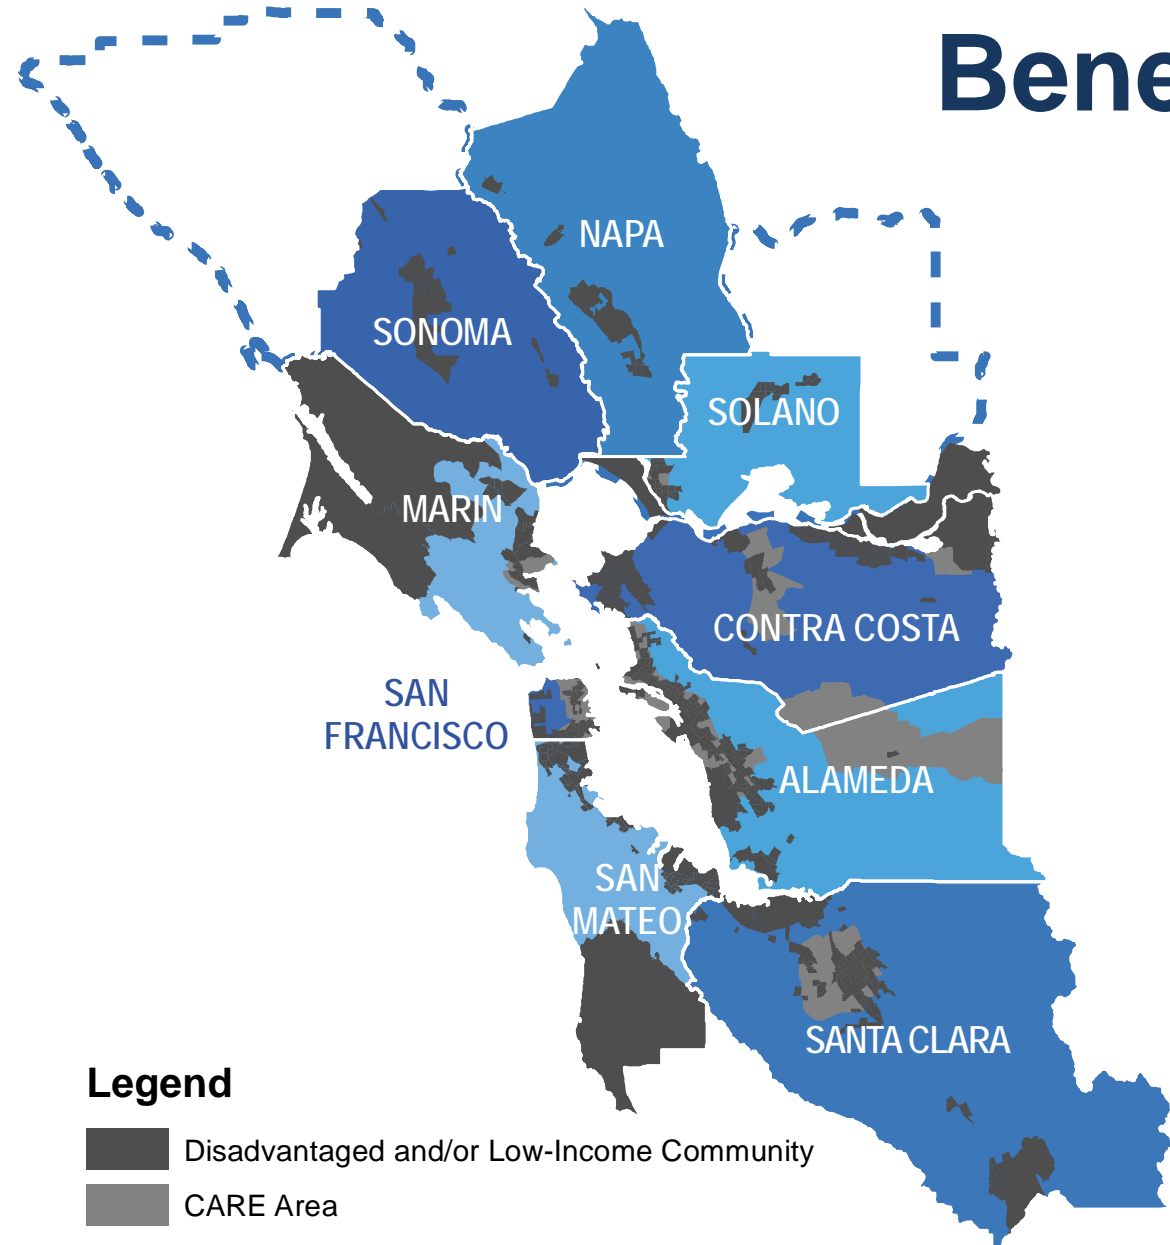 Bene
NAPA
SONOMA
SOLANO
MARIN
CONTRA COSTA
SAN
FRANCISCO
ALAMEDA
SAN
MATEO
SANTA CLARA
Legend
Disadvantaged and/or Low-Income Community
CARE Area